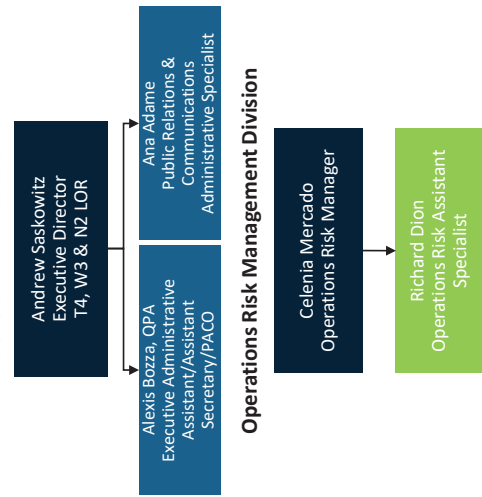 Andrew Saskowitz
Executive Director
T4, W3 & N2 LOR
Alexis Bozza, QPA
Executive Administrative
Assistant/Assistant
Secretary/PACO
Ana Adame
Public Relations &
Communications
Administrative Specialist
Operations Risk Management Division
Celenia Mercado
Operations Risk Manager
Richard Dion
Operations Risk Assistant
Specialist